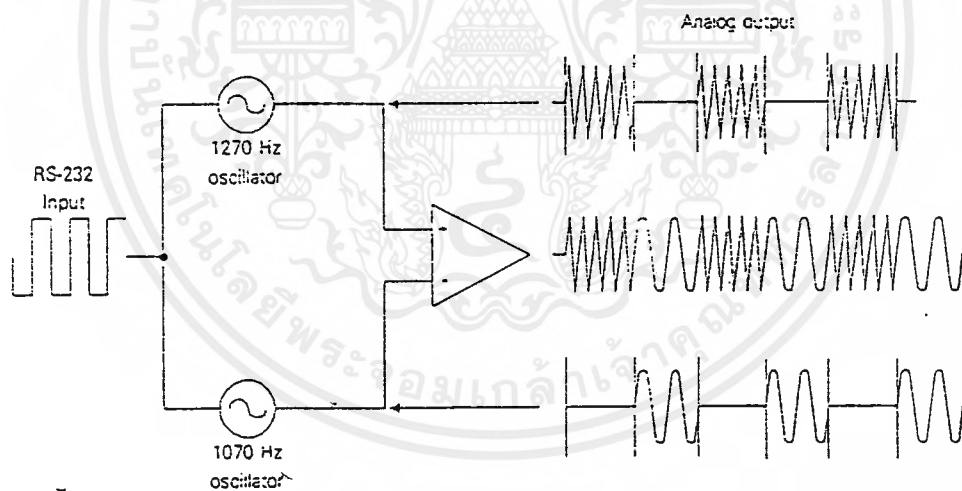 Analog output
1270 Hz
oscillator
RS-232
Input
1070 Hz
oscillator